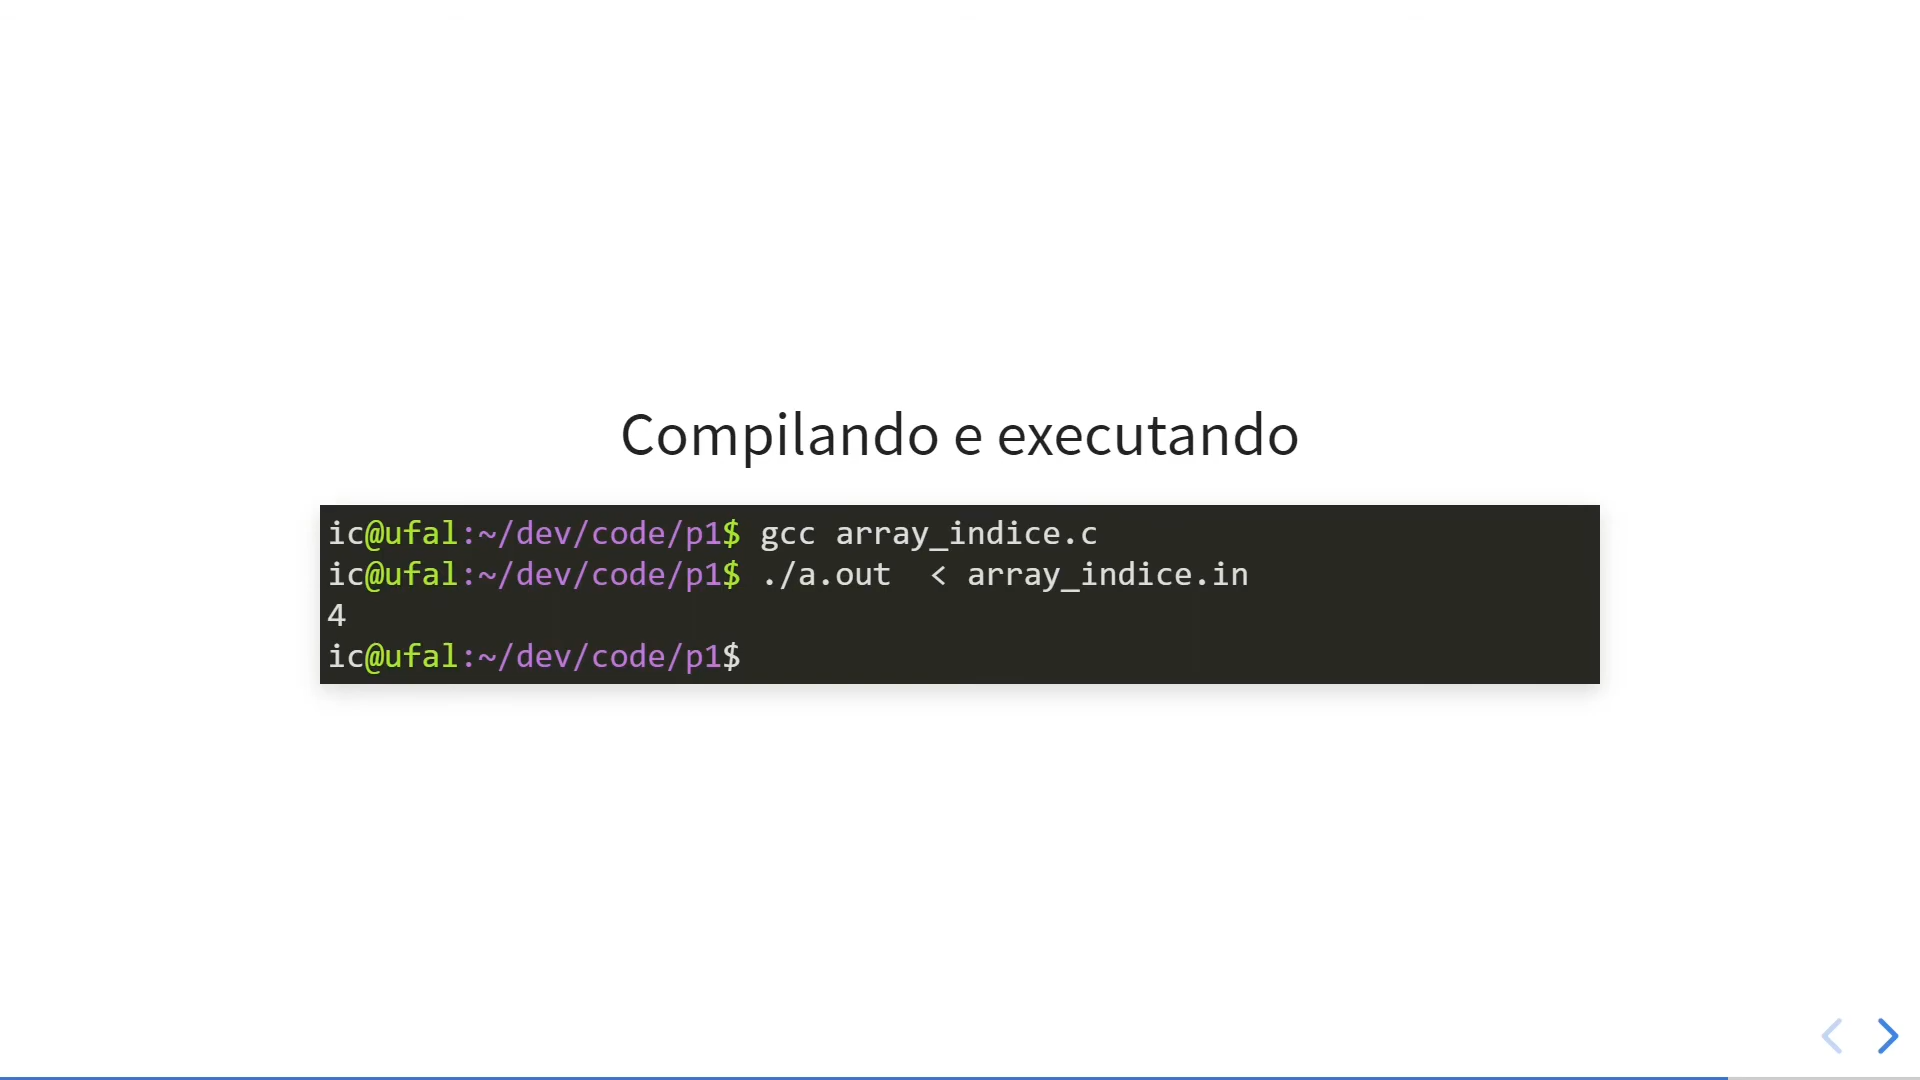 Compilando e executando
ic@ufal:~/dev/code/p1$ gcc array_indice.c
ic@ufal:~/dev/code/p1$ ./a.out  < array_indice.in
4
ic@ufal:~/dev/code/p1$